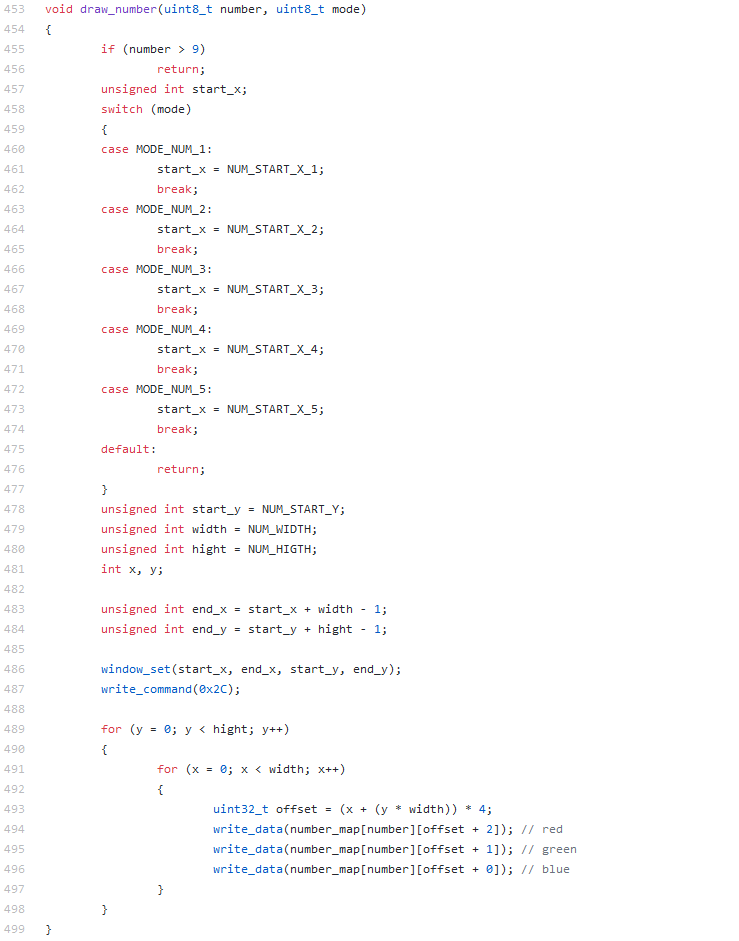 453 void draw_number(uint8_t number, uint8_t mode)
454 {
455 if (number > 9)
456 return;
457 unsigned int start_x;
458 switch (mode)
459 {
460 case MODE_NUM_1:
461 start_x = NUM_START_X_1;
462 break;
463 case MODE_NUM_2:
464 start_x = NUM_START_X_2;
465 break;
466 case MODE_NUM_3:
467 start_x = NUM_START_X_3;
468 break;
469 case MODE_NUM_4:
470 start_x = NUM_START_X_4;
471 break;
472 case MODE_NUM_5:
473 start_x = NUM_START_X_5;
474 break;
475 default:
476 return;
477 }
478 unsigned int start_y = NUM_START_Y;
479 unsigned int width = NUM_WIDTH;
480 unsigned int hight = NUM_HIGTH;
481 int x, y;
482
483 unsigned int end_x = start_x + width - 1;
484 unsigned int end_y = start_y + hight - 1;
485
486 window_set(start_x, end_x, start_y, end_y);
487 write_command(0x2C);
488
489 for (y = 0; y < hight; y++)
490 {
491 for (x = 0; x < width; x++)
492 {
493 uint32_t offset = (x + (y * width)) * 4;
494 write_data(number_map[number][offset + 2]); // red
495 write_data(number_map[number][offset + 1]); // green
496 write_data(number_map[number][offset + 0]); // blue
497 }
498 }
499 }